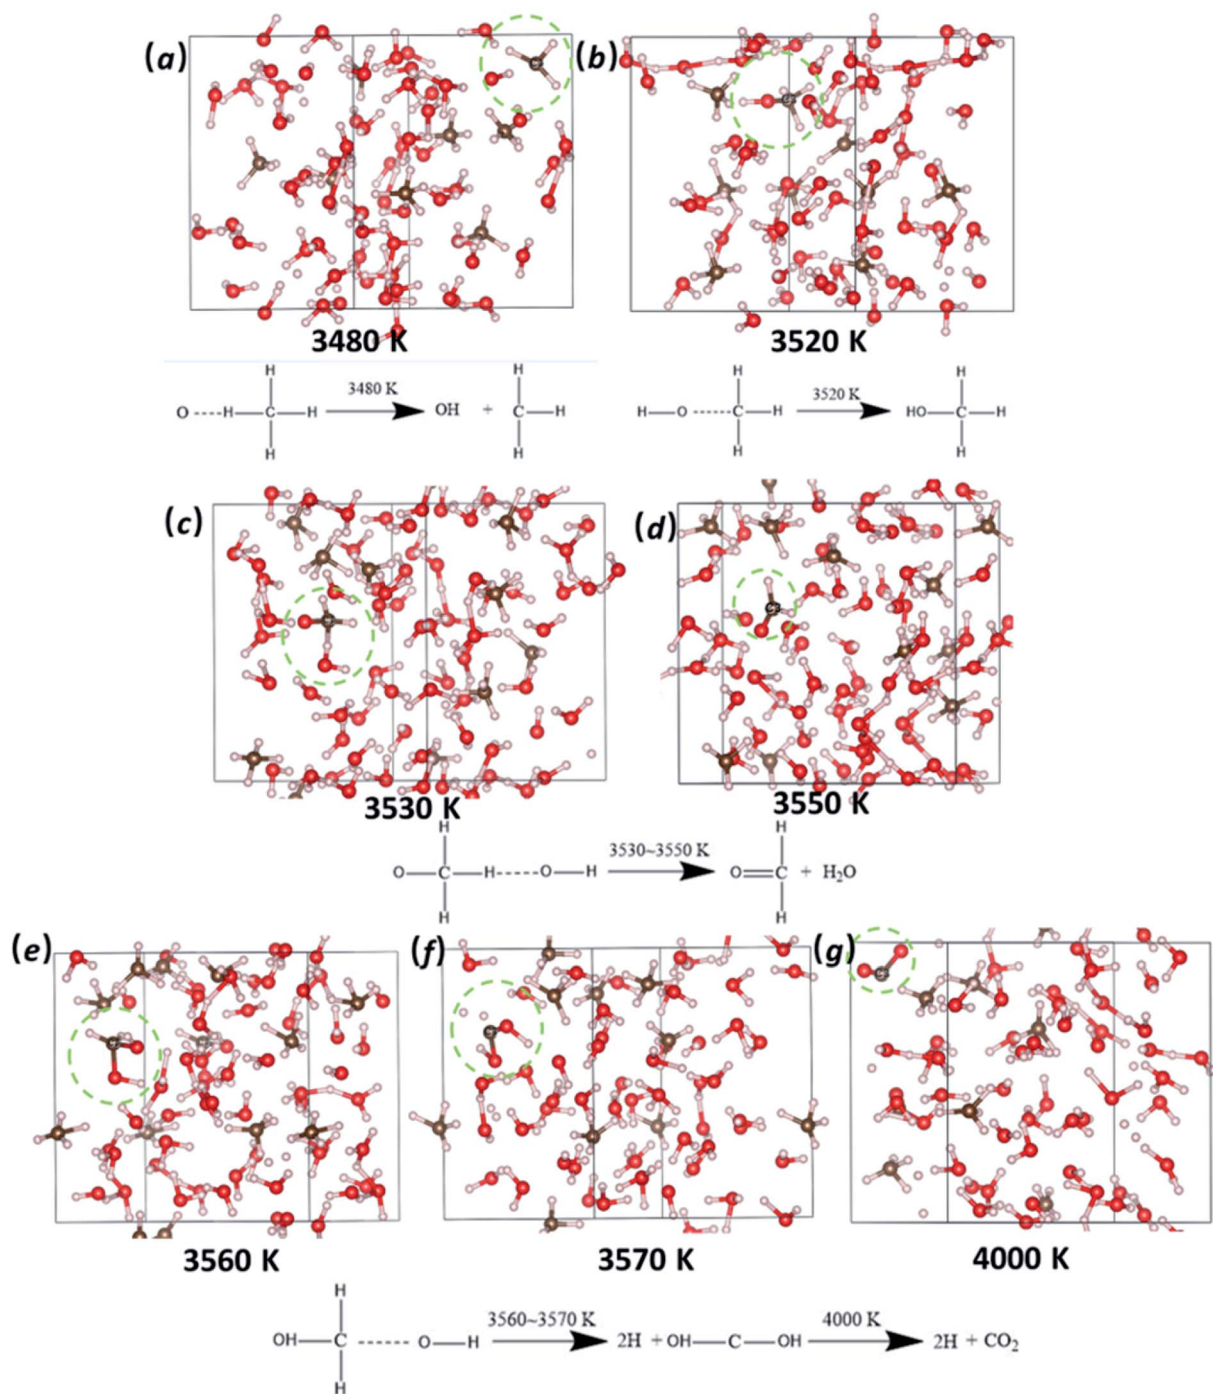 (a)
(b)
3480 K
3520 K
H
O H C H 3480 K OH + C H
H
H
H
H
H O C H 3520 K HO C H
H
H
H
(c)
(d)
3530 K
3550 K
H
O C H O H 3530~3550 K O C + H2O
H
H
H
(e)
(f)
(g)
3560 K
3570 K
4000 K
H
OH C O H 3560~3570 K 2H + OH C OH 4000 K 2H + CO2
H